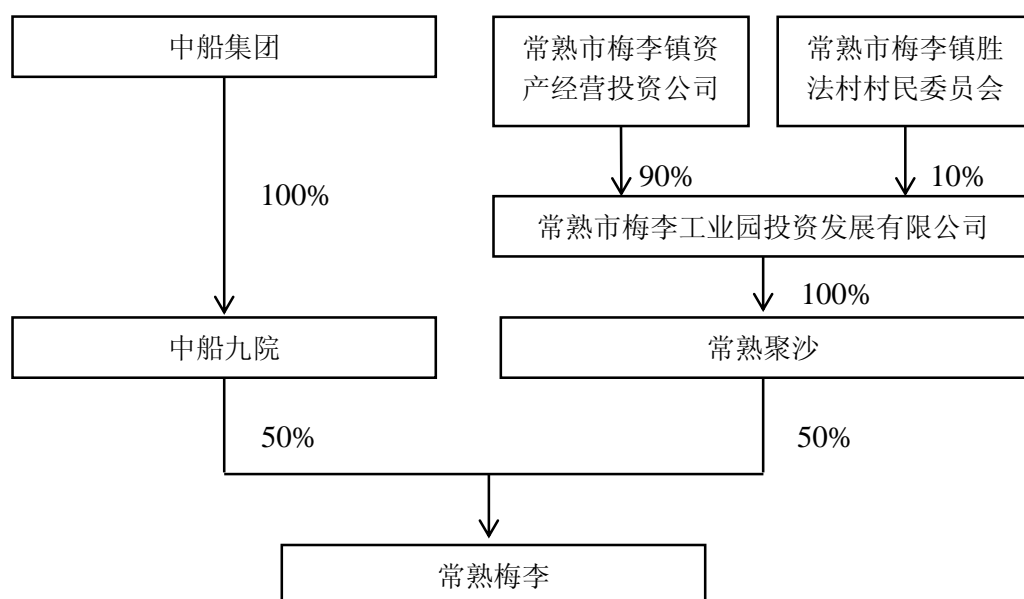 中船集团
常熟市梅李镇资
产经营投资公司
常熟市梅李镇胜
法村村民委员会
100%
90%
10%
常熟市梅李工业园投资发展有限公司
100%
中船九院
常熟聚沙
50%
50%
常熟梅李